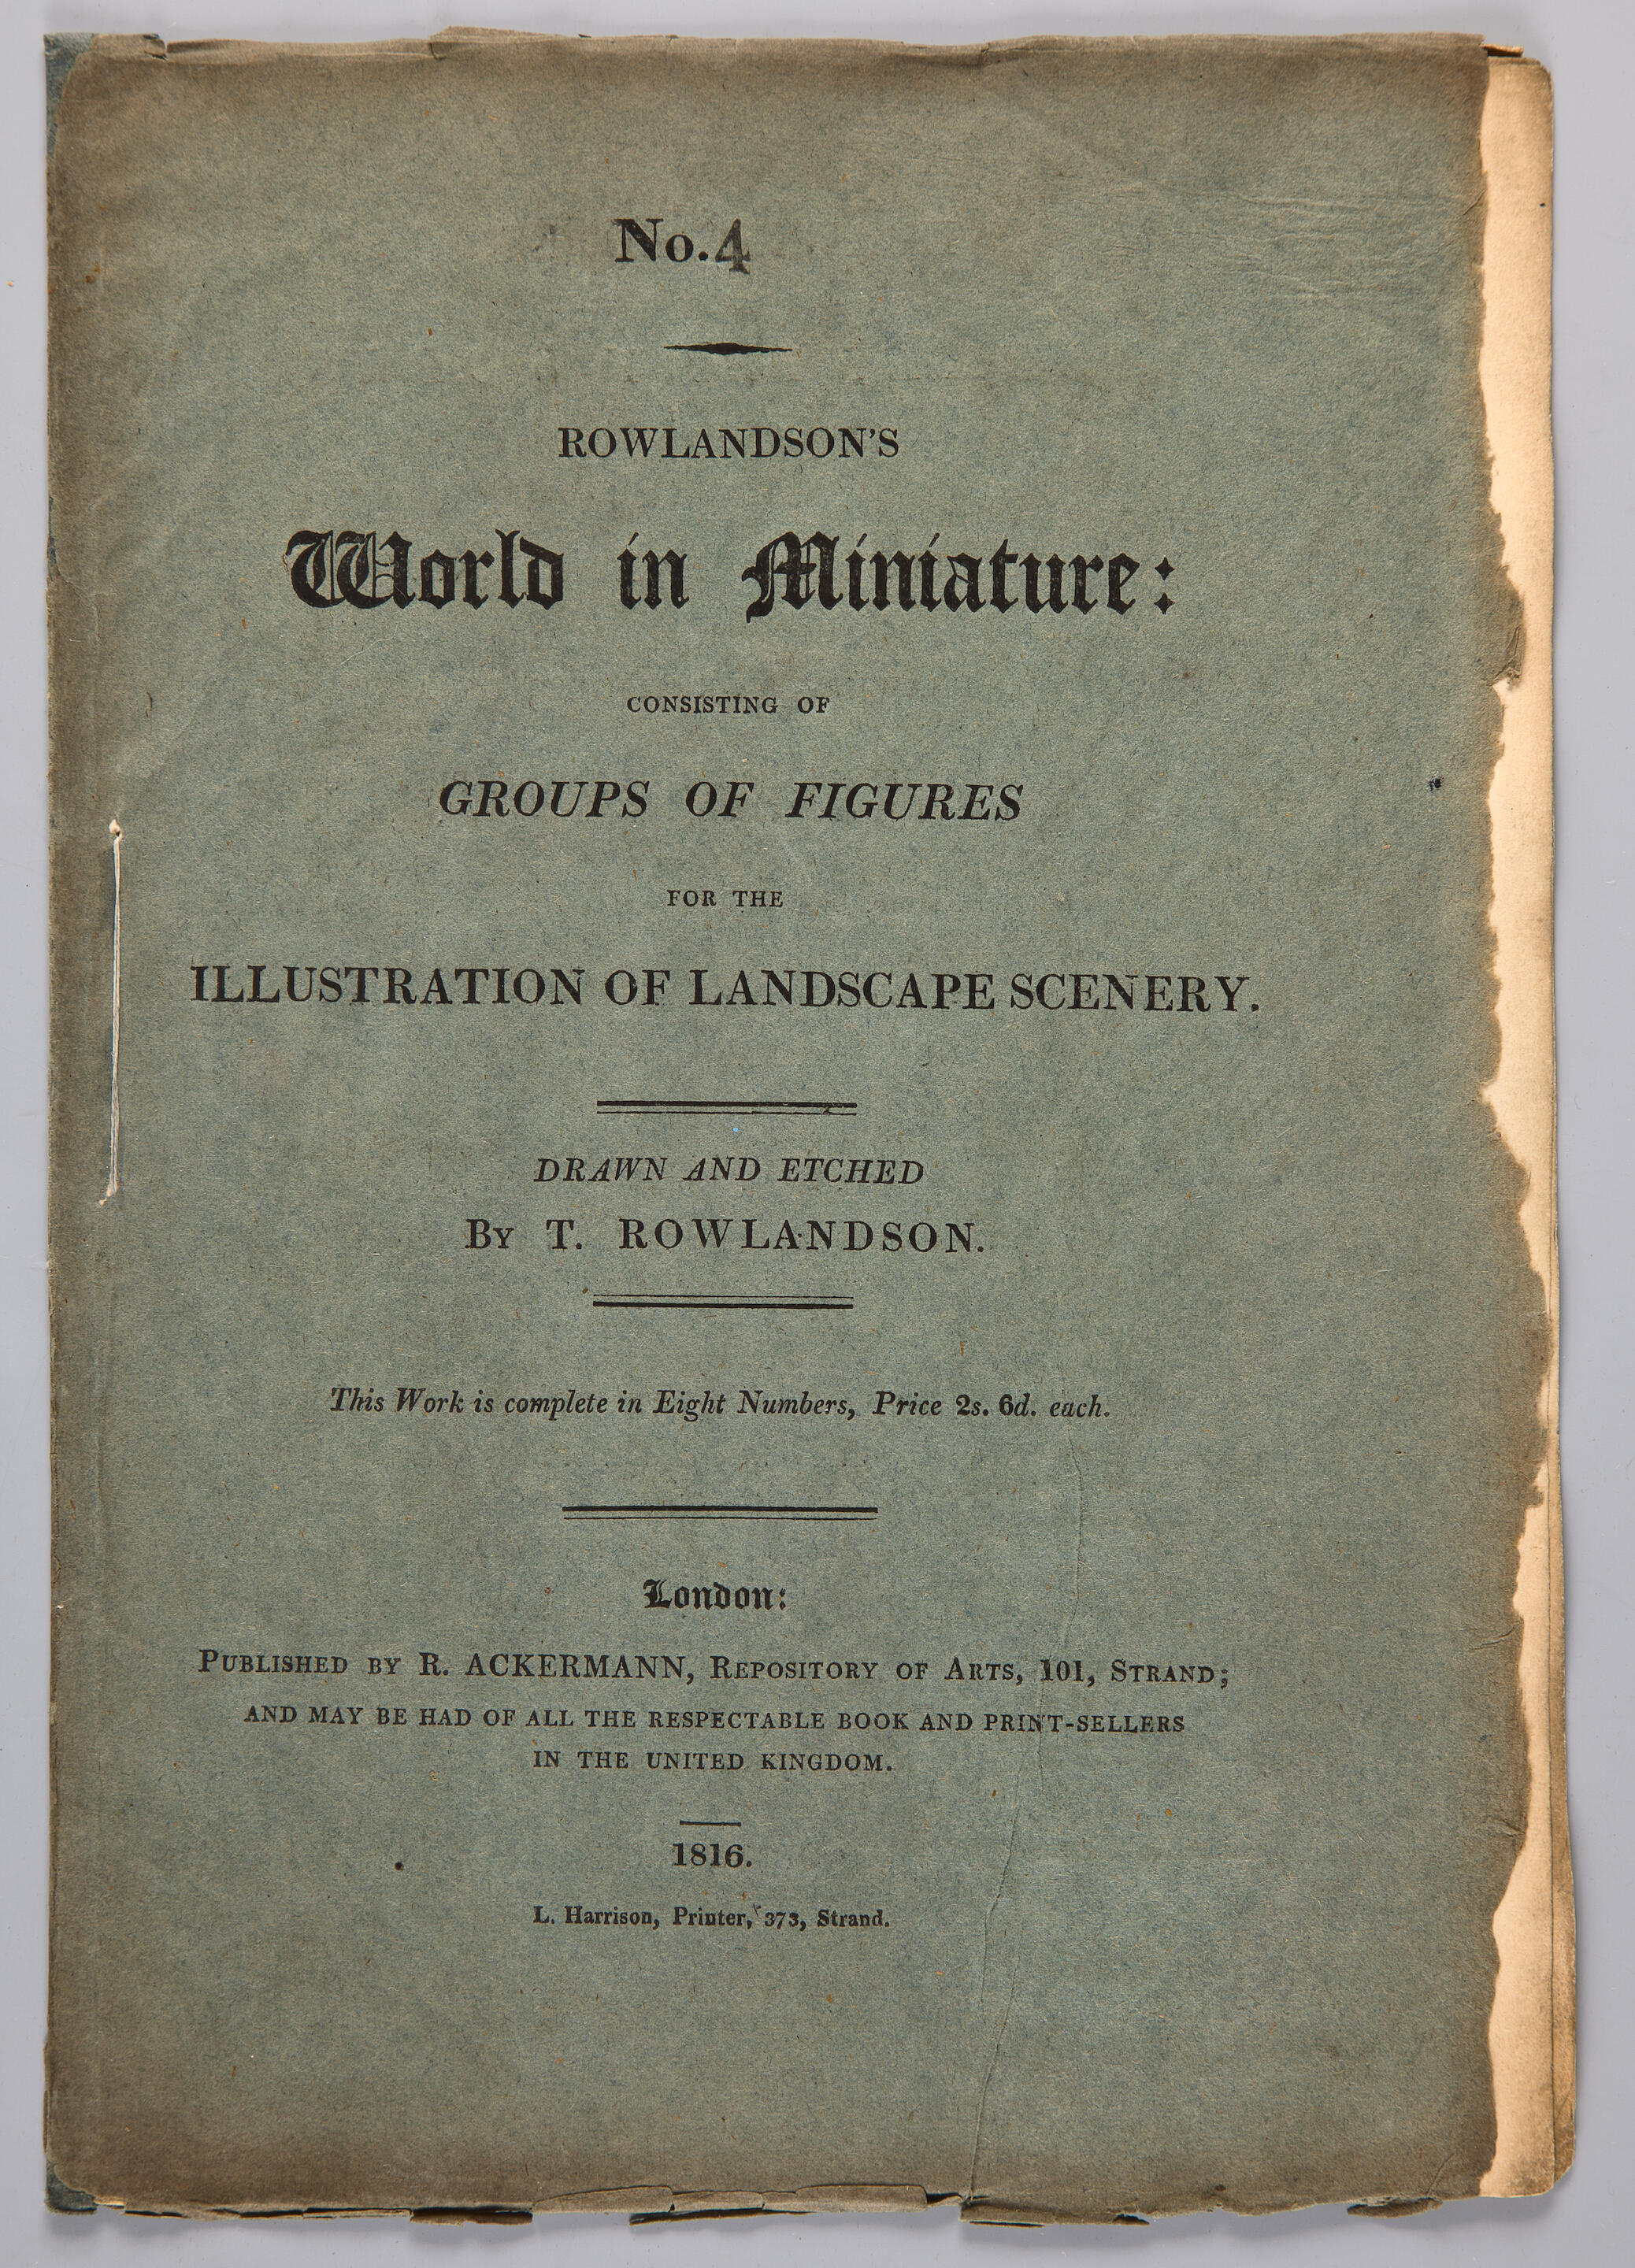 No. 4
ROWLANDSON'S
World in Miniature:
CONSISTING OF
GROUPS OF FIGURES
FOR THE
ILLUSTRATION OF LANDSCAPE SCENERY.
DRAWN AND ETCHED
BY T. ROWLANDSON.
This Work is complete in Eight Numbers, Price 2s. 6d. each.
London:
PUBLISHED BY R. ACKERMANN, REPOSITORY OF ARTS, 101, STRAND;
AND MAY BE HAD OF ALL THE RESPECTABLE BOOK AND PRINT-SELLERS
IN THE UNITED KINGDOM.
1816.
L. Harrison, Printer, 373, Strand.